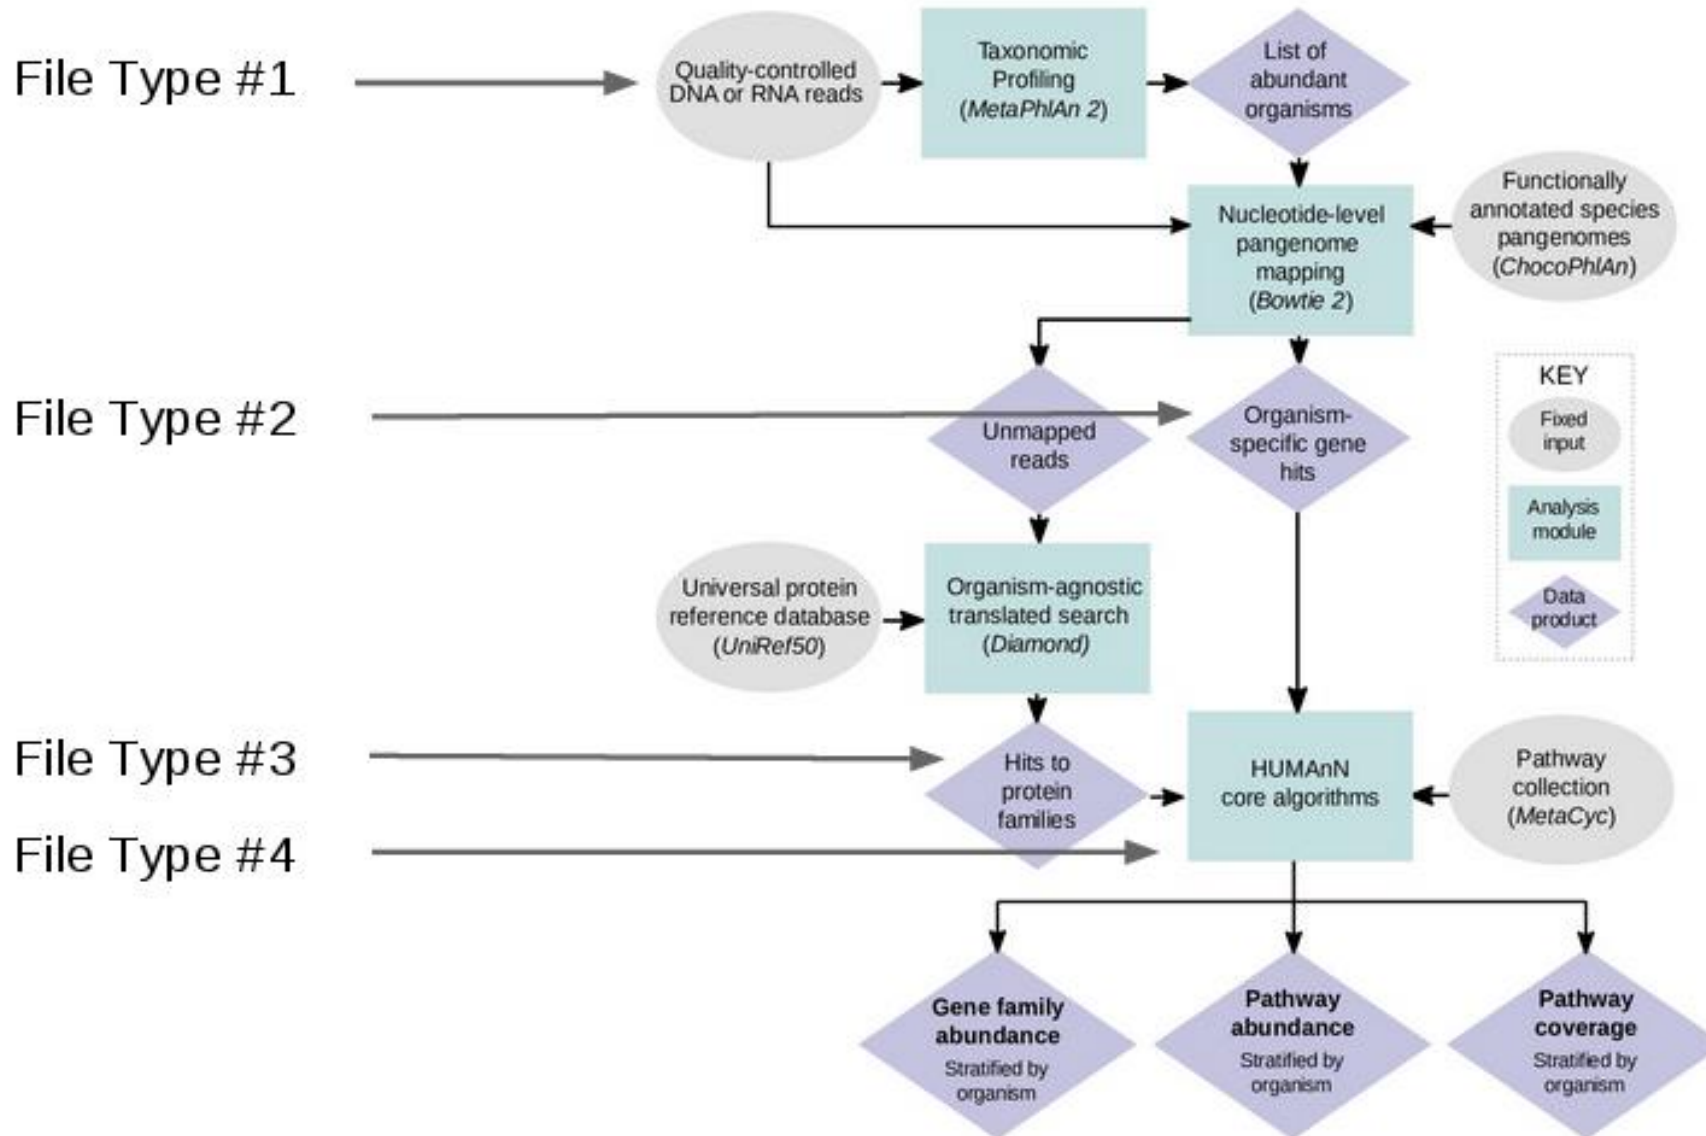 File Type #1
Quality-controlled
DNA or RNA reads
Taxonomic
Profiling
(MetaPhlAn 2)
List of
abundant
organisms
Nucleotide-level
pangenome
mapping
(Bowtie 2)
Functionally
annotated species
pangenomes
(ChocoPhlAn)
File Type #2
Unmapped
reads
Organism-
specific gene
hits
KEY
Fixed
input
Analysis
module
Data
product
Universal protein
reference database
(UniRef50)
Organism-agnostic
translated search
(Diamond)
File Type #3
Hits to
protein
families
HUMAnN
core algorithms
Pathway
collection
(MetaCyc)
File Type #4
Gene family
abundance
Stratified by
organism
Pathway
abundance
Stratified by
organism
Pathway
coverage
Stratified by
organism